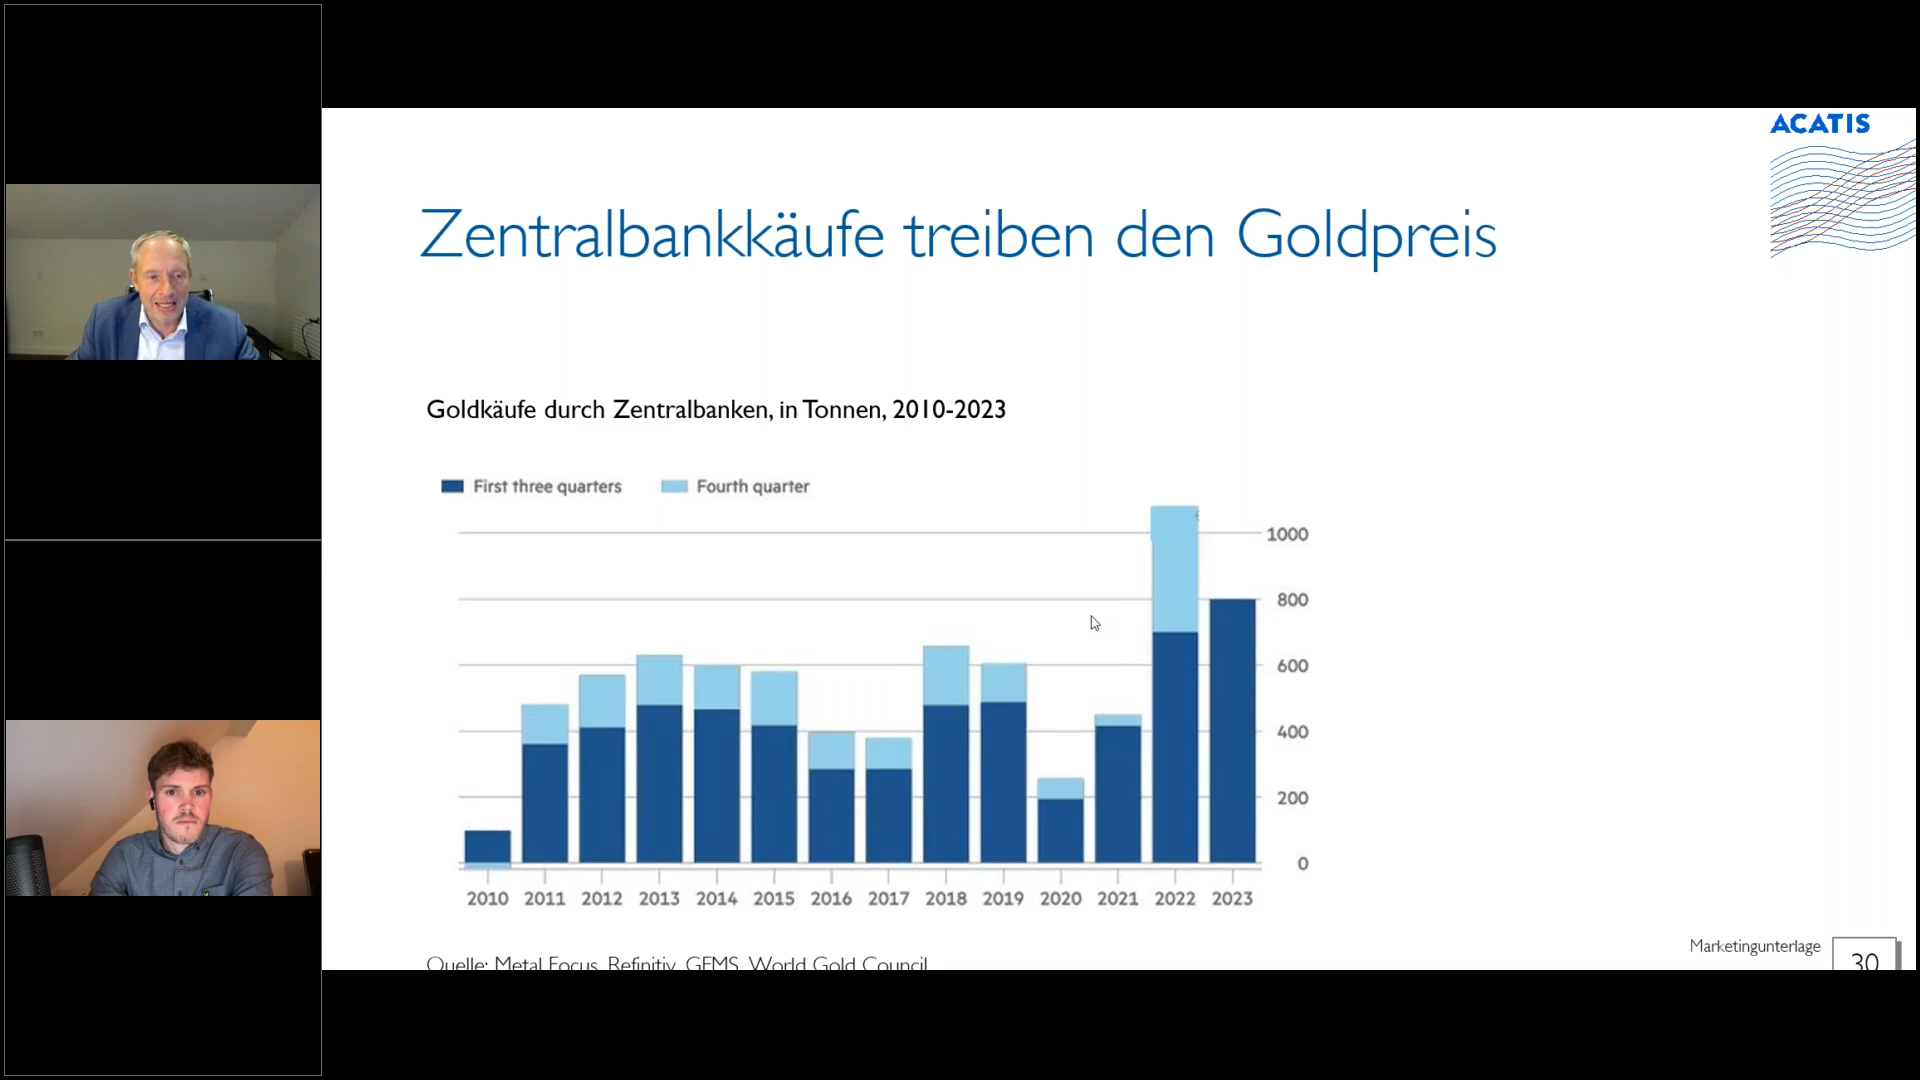 ACATIS
Zentralbankkäufe treiben den Goldpreis
Goldkäufe durch Zentralbanken, in Tonnen, 2010-2023
First three quarters Fourth quarter
1000
800
600
400
200
0
2010 2011 2012 2013 2014 2015 2016 2017 2018 2019 2020 2021 2022 2023
Marketingunterlage
Quelle: Metal Focus, Refinitiv, GFMS, World Gold Council
30